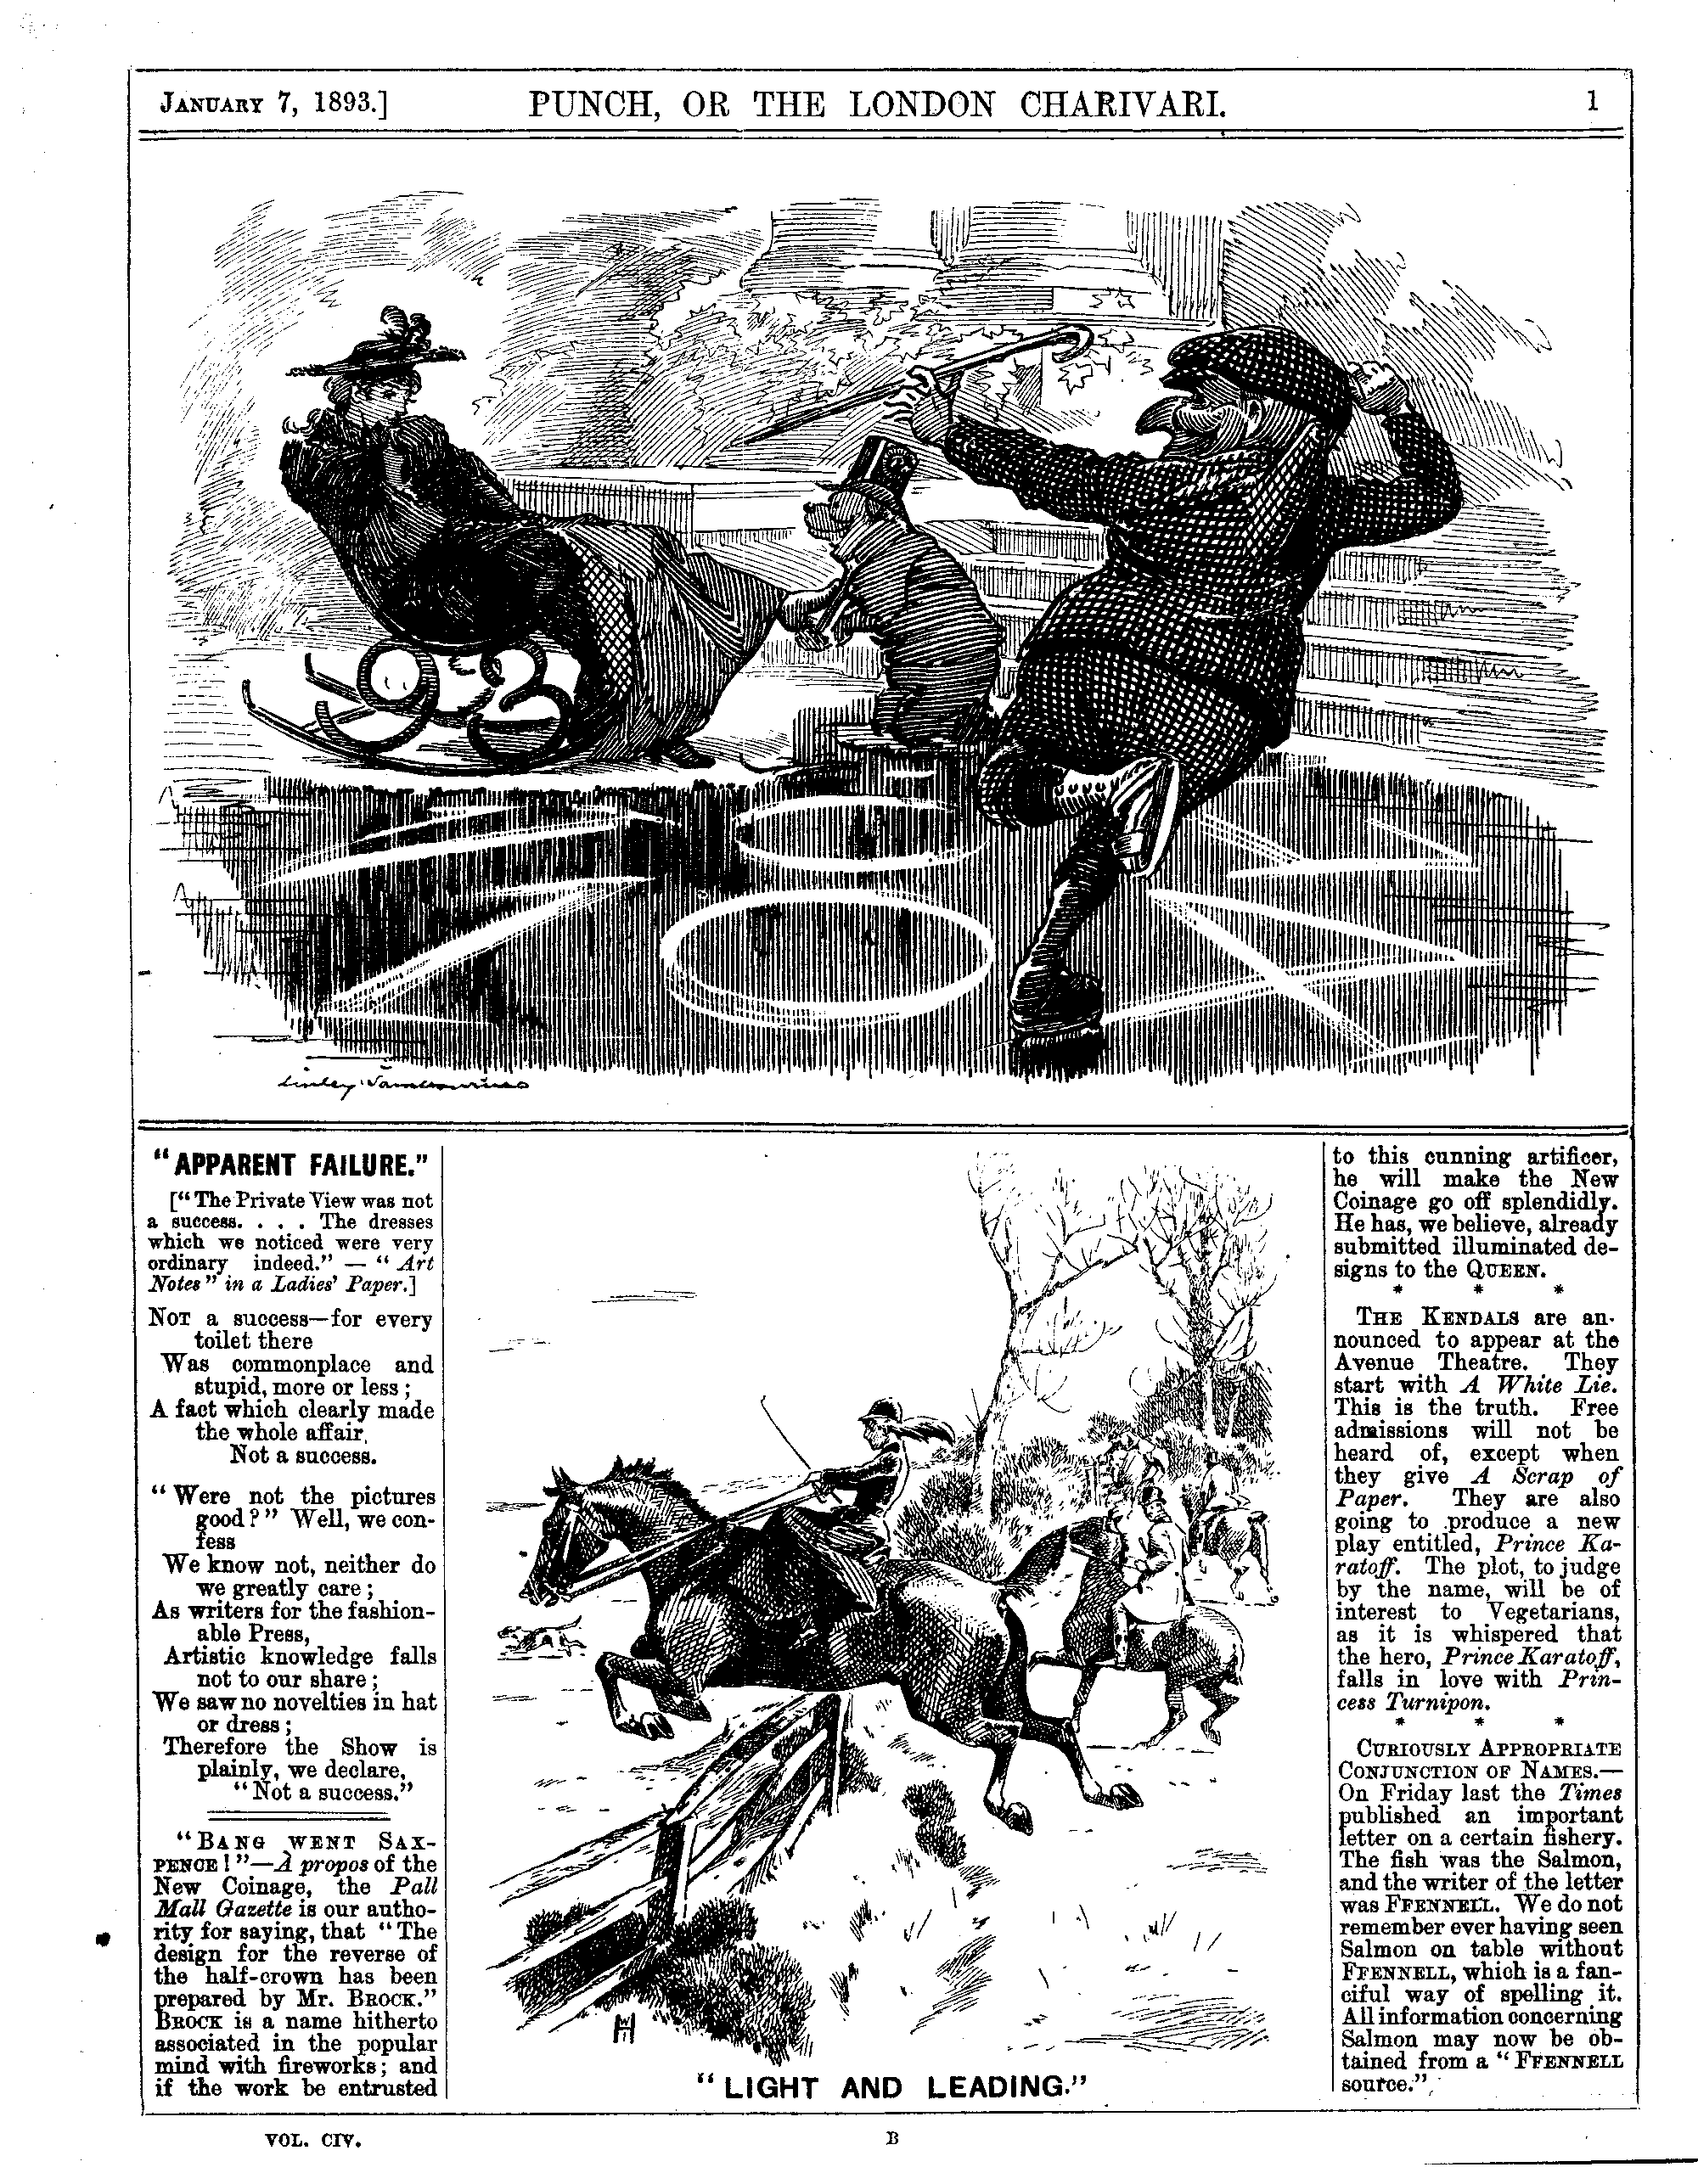 JANUARY 7, 1893.] PUNCH, OR THE LONDON CHARIVARI. 1
93
Linley Sambourne
"APPARENT FAILURE."
["The Private View was not
a success. . . . The dresses
which we noticed were very
ordinary indeed." — "Art
Notes" in a Ladies' Paper.]
NOT a success—for every
toilet there
Was commonplace and
stupid, more or less;
A fact which clearly made
the whole affair,
Not a success.
"Were not the pictures
good?" Well, we con-
fess
We know not, neither do
we greatly care;
As writers for the fashion-
able Press,
Artistic knowledge falls
not to our share;
We saw no novelties in hat
or dress;
Therefore the Show is
plainly, we declare,
"Not a success."
"BANG WENT SAX-
PENCE!"—À propos of the
New Coinage, the Pall
Mall Gazette is our autho-
rity for saying, that "The
design for the reverse of
the half-crown has been
prepared by Mr. BROCK."
BROCK is a name hitherto
associated in the popular
mind with fireworks; and
if the work be entrusted
"LIGHT AND LEADING."
to this cunning artificer,
he will make the New
Coinage go off splendidly.
He has, we believe, already
submitted illuminated de-
signs to the QUEEN.
* * *
THE KENDALS are an-
nounced to appear at the
Avenue Theatre. They
start with A White Lie.
This is the truth. Free
admissions will not be
heard of, except when
they give A Scrap of
Paper. They are also
going to produce a new
play entitled, Prince Ka-
ratoff. The plot, to judge
by the name, will be of
interest to Vegetarians,
as it is whispered that
the hero, Prince Karatoff,
falls in love with Prin-
cess Turnipon.
* * *
CURIOUSLY APPROPRIATE
CONJUNCTION OF NAMES.—
On Friday last the Times
published an important
letter on a certain fishery.
The fish was the Salmon,
and the writer of the letter
was FFENNELL. We do not
remember ever having seen
Salmon on table without
FFENNELL, which is a fan-
ciful way of spelling it.
All information concerning
Salmon may now be ob-
tained from a "FFENNELL
source."
VOL. CIV. B